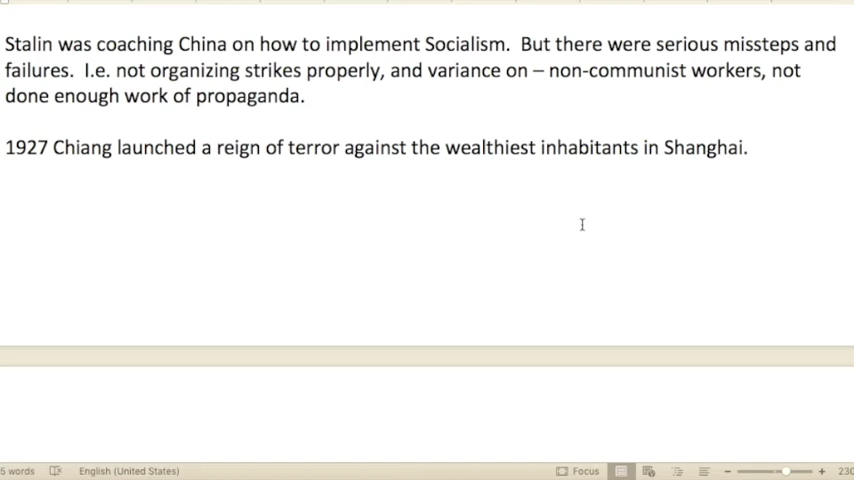 Stalin was coaching China on how to implement Socialism.  But there were serious missteps and
failures.  I.e. not organizing strikes properly, and variance on – non-communist workers, not
done enough work of propaganda.
1927 Chiang launched a reign of terror against the wealthiest inhabitants in Shanghai.
5 words English (United States) Focus 230